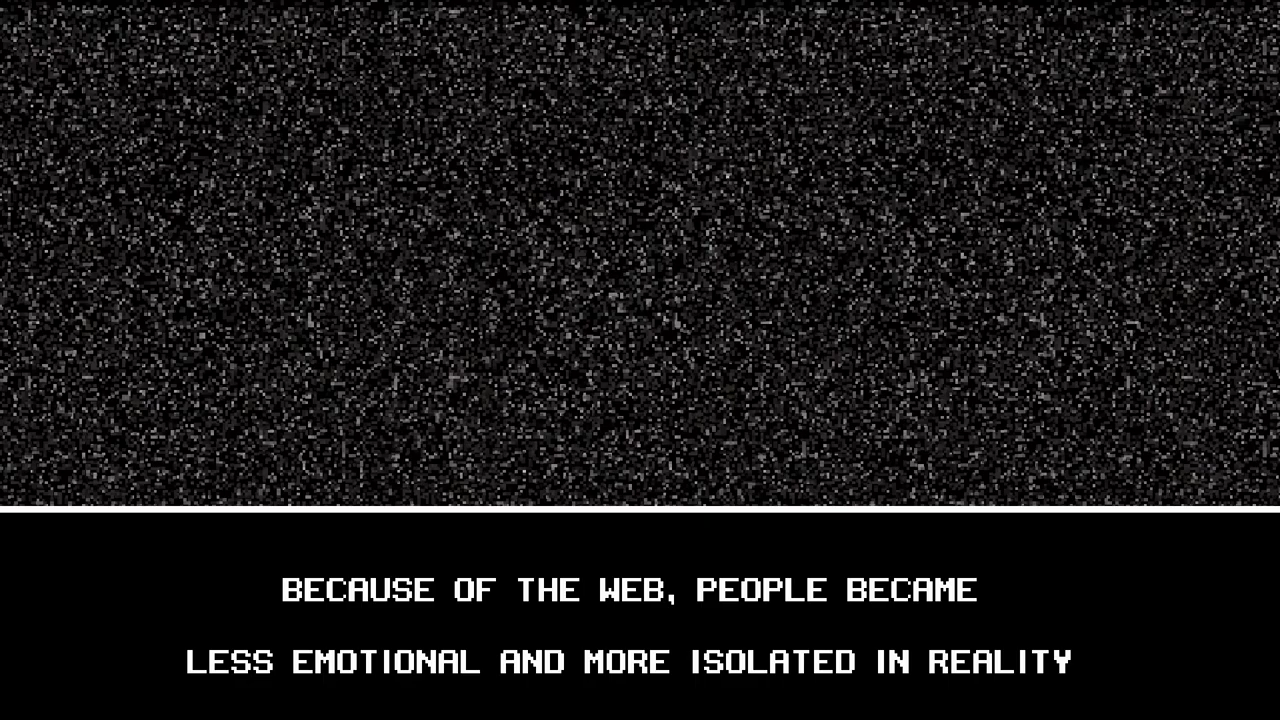 BECAUSE OF THE WEB, PEOPLE BECAME
LESS EMOTIONAL AND MORE ISOLATED IN REALITY